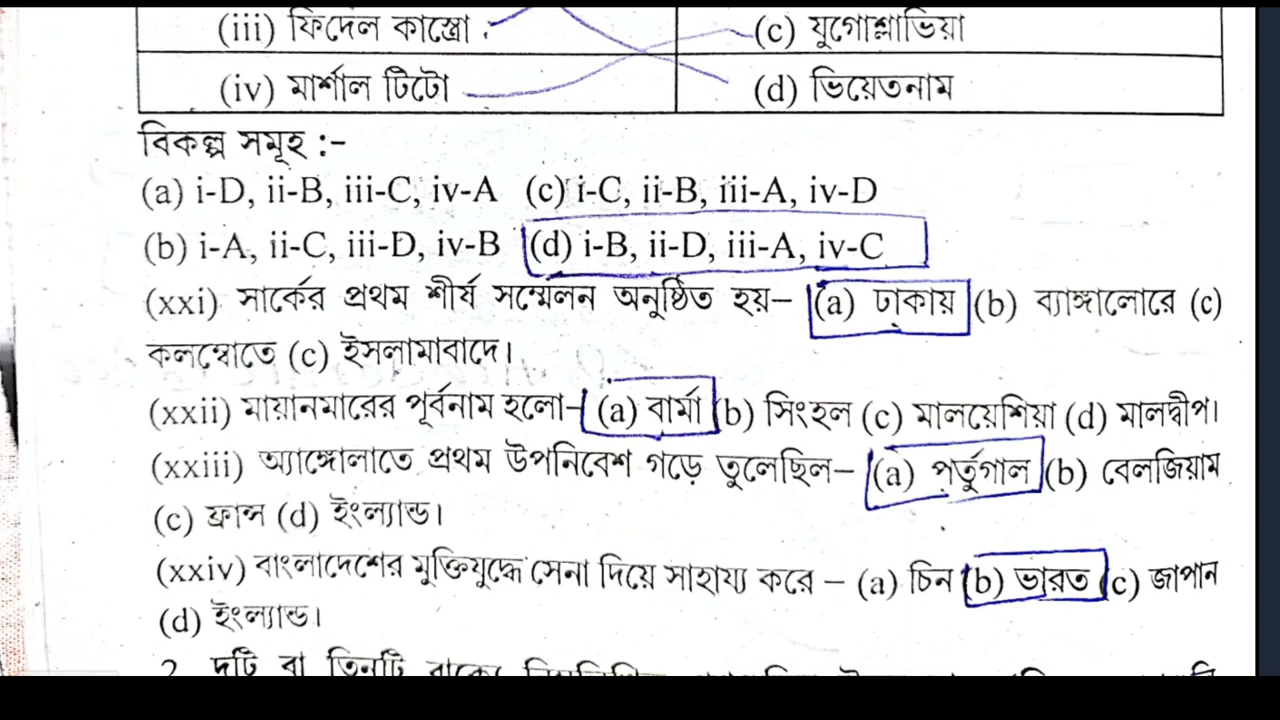 (iii) ফিদেল কাস্ত্রো (c) যুগোশ্লাভিয়া
(iv) মার্শাল টিটো (d) ভিয়েতনাম
বিকল্প সমূহ :-
(a) i-D, ii-B, iii-C, iv-A (c) i-C, ii-B, iii-A, iv-D
(b) i-A, ii-C, iii-D, iv-B (d) i-B, ii-D, iii-A, iv-C
(xxi) সার্কের প্রথম শীর্ষ সম্মেলন অনুষ্ঠিত হয়– (a) ঢাকায় (b) ব্যাঙ্গালোরে (c)
কলম্বোতে (c) ইসলামাবাদে।
(xxii) মায়ানমারের পূর্বনাম হলো– (a) বার্মা (b) সিংহল (c) মালয়েশিয়া (d) মালদ্বীপ।
(xxiii) অ্যাঙ্গোলাতে প্রথম উপনিবেশ গড়ে তুলেছিল– (a) পর্তুগাল (b) বেলজিয়াম
(c) ফ্রান্স (d) ইংল্যান্ড।
(xxiv) বাংলাদেশের মুক্তিযুদ্ধে সেনা দিয়ে সাহায্য করে – (a) চিন (b) ভারত (c) জাপান
(d) ইংল্যান্ড।
2. দুটি বা তিনটি বাক্যে